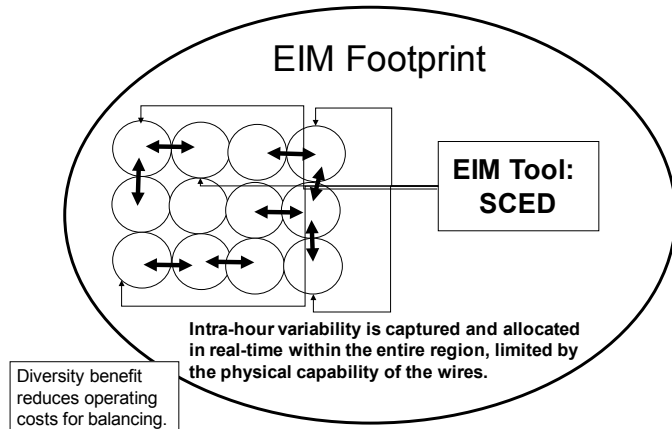 EIM Footprint
EIM Tool:
SCED
Intra-hour variability is captured and allocated
in real-time within the entire region, limited by
the physical capability of the wires.
Diversity benefit
reduces operating
costs for balancing.